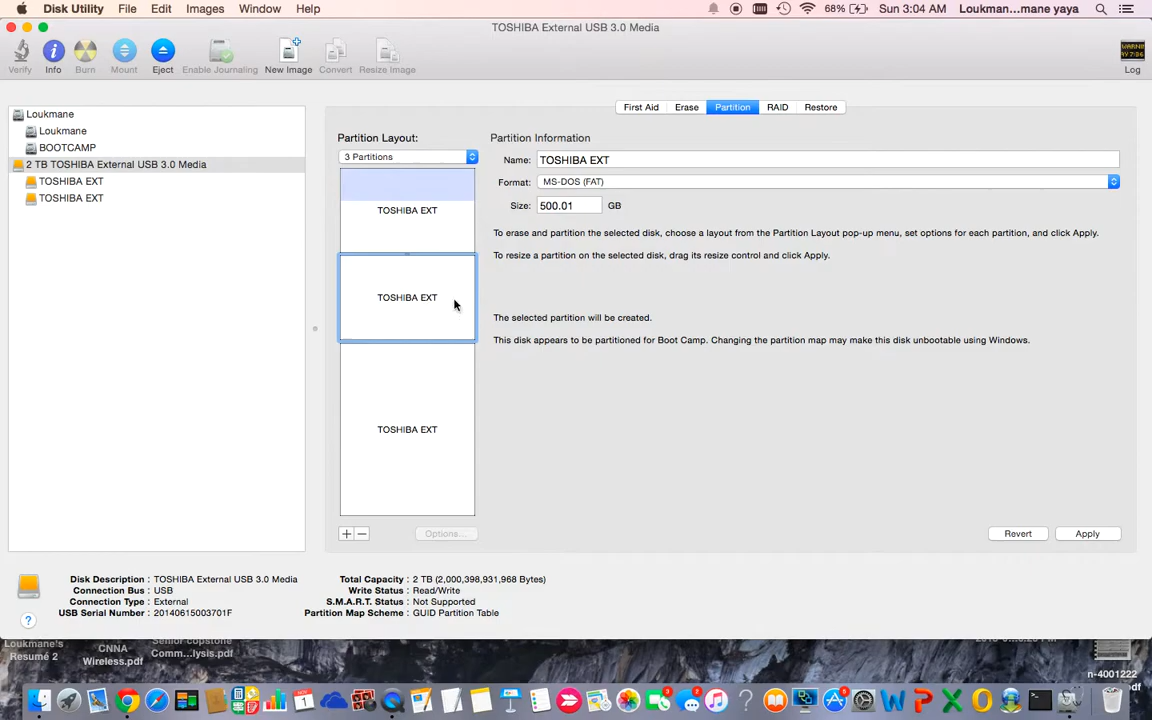 Disk Utility File Edit Images Window Help 68% Sun 3:04 AM Loukman...mane yaya
TOSHIBA External USB 3.0 Media
Verify Info Burn Mount Eject Enable Journaling New Image Convert Resize Image Log
Loukmane
Loukmane
BOOTCAMP
2 TB TOSHIBA External USB 3.0 Media
TOSHIBA EXT
TOSHIBA EXT
First Aid Erase Partition RAID Restore
Partition Layout:
3 Partitions
TOSHIBA EXT
TOSHIBA EXT
TOSHIBA EXT
Options...
Partition Information
Name: TOSHIBA EXT
Format: MS-DOS (FAT)
Size: 500.01 GB
To erase and partition the selected disk, choose a layout from the Partition Layout pop-up menu, set options for each partition, and click Apply.
To resize a partition on the selected disk, drag its resize control and click Apply.
The selected partition will be created.
This disk appears to be partitioned for Boot Camp. Changing the partition map may make this disk unbootable using Windows.
Revert Apply
Disk Description : TOSHIBA External USB 3.0 Media
Connection Bus : USB
Connection Type : External
USB Serial Number : 20140615003701F
Total Capacity : 2 TB (2,000,398,931,968 Bytes)
Write Status : Read/Write
S.M.A.R.T. Status : Not Supported
Partition Map Scheme : GUID Partition Table
Loukmane's
Resumé 2
CNNA
Wireless.pdf
Senior-copstone
Comm...lysis.pdf
n-4001222